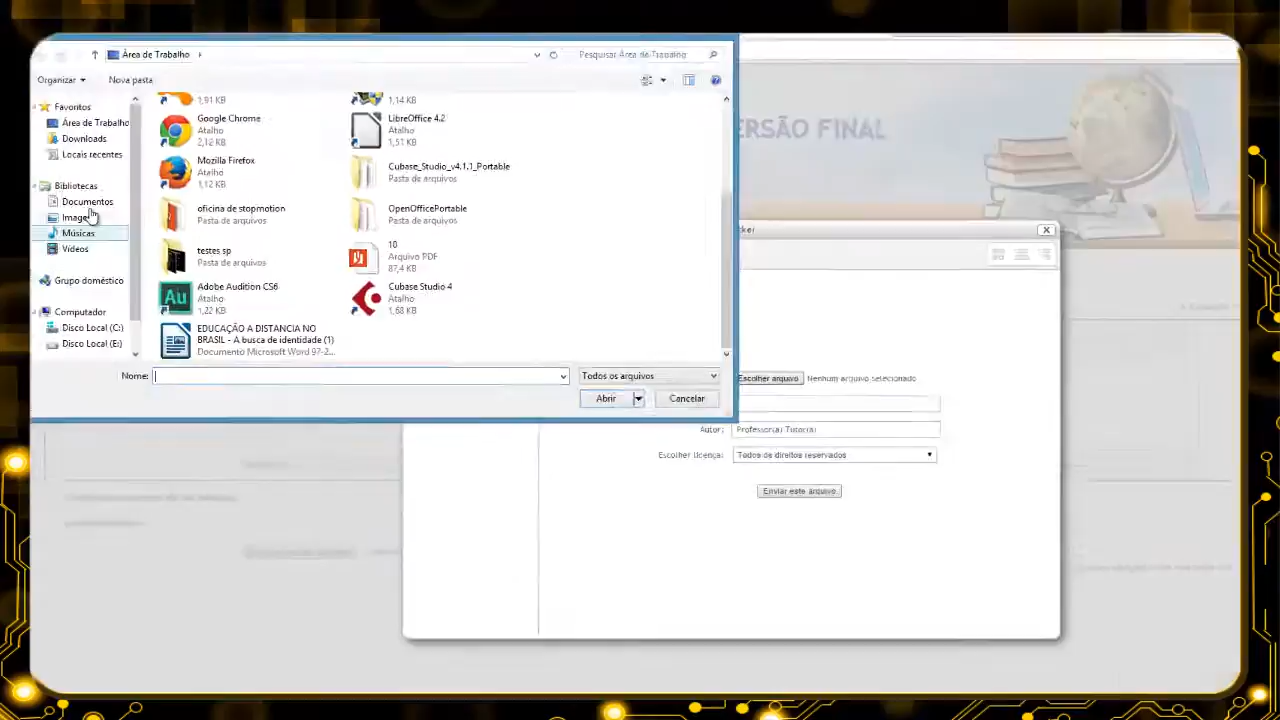 Área de Trabalho
Pesquisar Área de Trabalho
Organizar
Nova pasta
Favoritos
Área de Trabalho
Downloads
Locais recentes
Bibliotecas
Documentos
Músicas
Vídeos
Grupo doméstico
Computador
Disco Local (C:)
Disco Local (E:)
1,91 KB
1,14 KB
Google Chrome
Atalho
2,12 KB
LibreOffice 4.2
Atalho
1,51 KB
Mozilla Firefox
Atalho
1,12 KB
Cubase_Studio_v4.1.1_Portable
Pasta de arquivos
oficina de stopmotion
Pasta de arquivos
OpenOfficePortable
Pasta de arquivos
testes sp
Pasta de arquivos
10
Arquivo PDF
87,4 KB
Adobe Audition CS6
Atalho
1,22 KB
Cubase Studio 4
Atalho
1,68 KB
EDUCAÇÃO A DISTANCIA NO
BRASIL - A busca de identidade (1)
Documento Microsoft Word 97-2...
Nome:
Todos os arquivos
Abrir
Cancelar
ERSÃO FINAL
Escolher arquivo
Nenhum arquivo selecionado
Autor:
Professor(a) Tutor(a)
Escolher licença:
Todos os direitos reservados
Enviar este arquivo